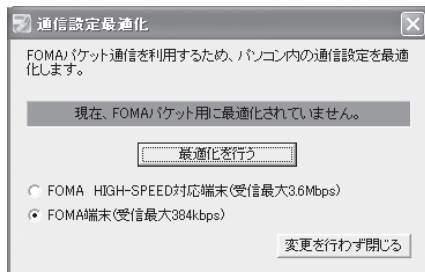 通信設定最適化
FOMAパケット通信を利用するため、パソコン内の通信設定を最適
化します。
現在、FOMAパケット用に最適化されていません。
最適化を行う
FOMA HIGH-SPEED対応端末(受信最大3.6Mbps)
FOMA端末(受信最大384kbps)
変更を行わず閉じる